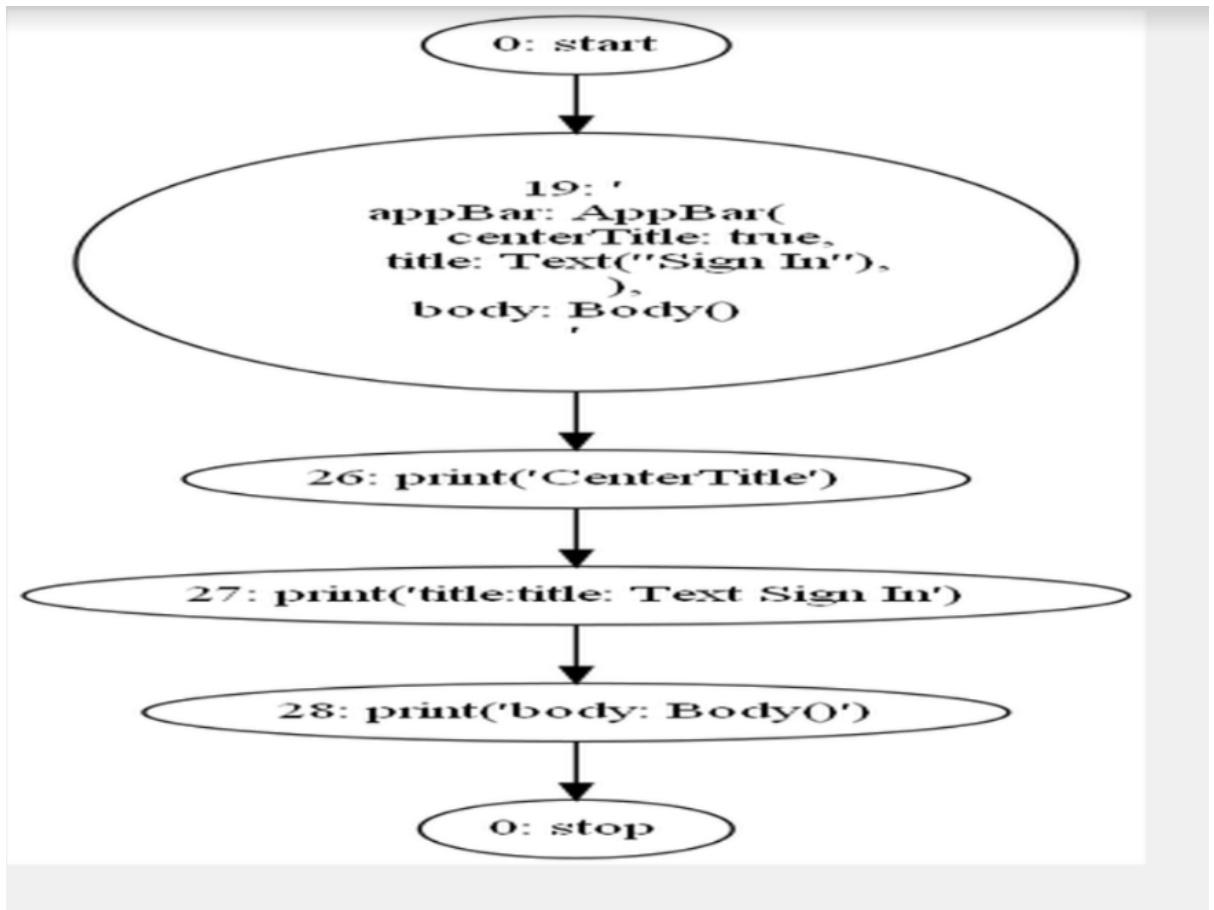 0: start
19: '
appBar: AppBar(
centerTitle: true,
title: Text("Sign In"),
),
body: Body()
'
26: print('CenterTitle')
27: print('title:title: Text Sign In')
28: print('body: Body()')
0: stop